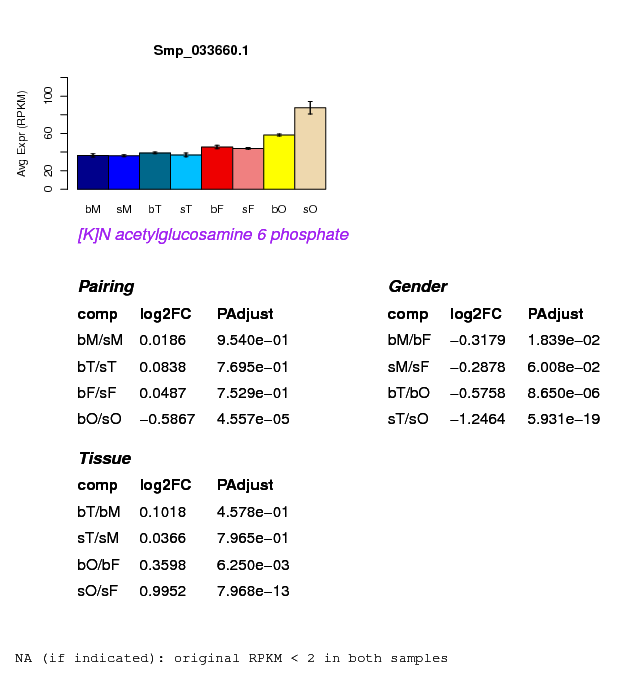 Smp_033660.1
Avg Expr (RPKM)
100
60
20
0
bM sM bT sT bF sF bO sO
[K]N acetylglucosamine 6 phosphate
Pairing
comp log2FC PAdjust
bM/sM 0.0186 9.540e−01
bT/sT 0.0838 7.695e−01
bF/sF 0.0487 7.529e−01
bO/sO −0.5867 4.557e−05
Gender
comp log2FC PAdjust
bM/bF −0.3179 1.839e−02
sM/sF −0.2878 6.008e−02
bT/bO −0.5758 8.650e−06
sT/sO −1.2464 5.931e−19
Tissue
comp log2FC PAdjust
bT/bM 0.1018 4.578e−01
sT/sM 0.0366 7.965e−01
bO/bF 0.3598 6.250e−03
sO/sF 0.9952 7.968e−13
NA (if indicated): original RPKM < 2 in both samples